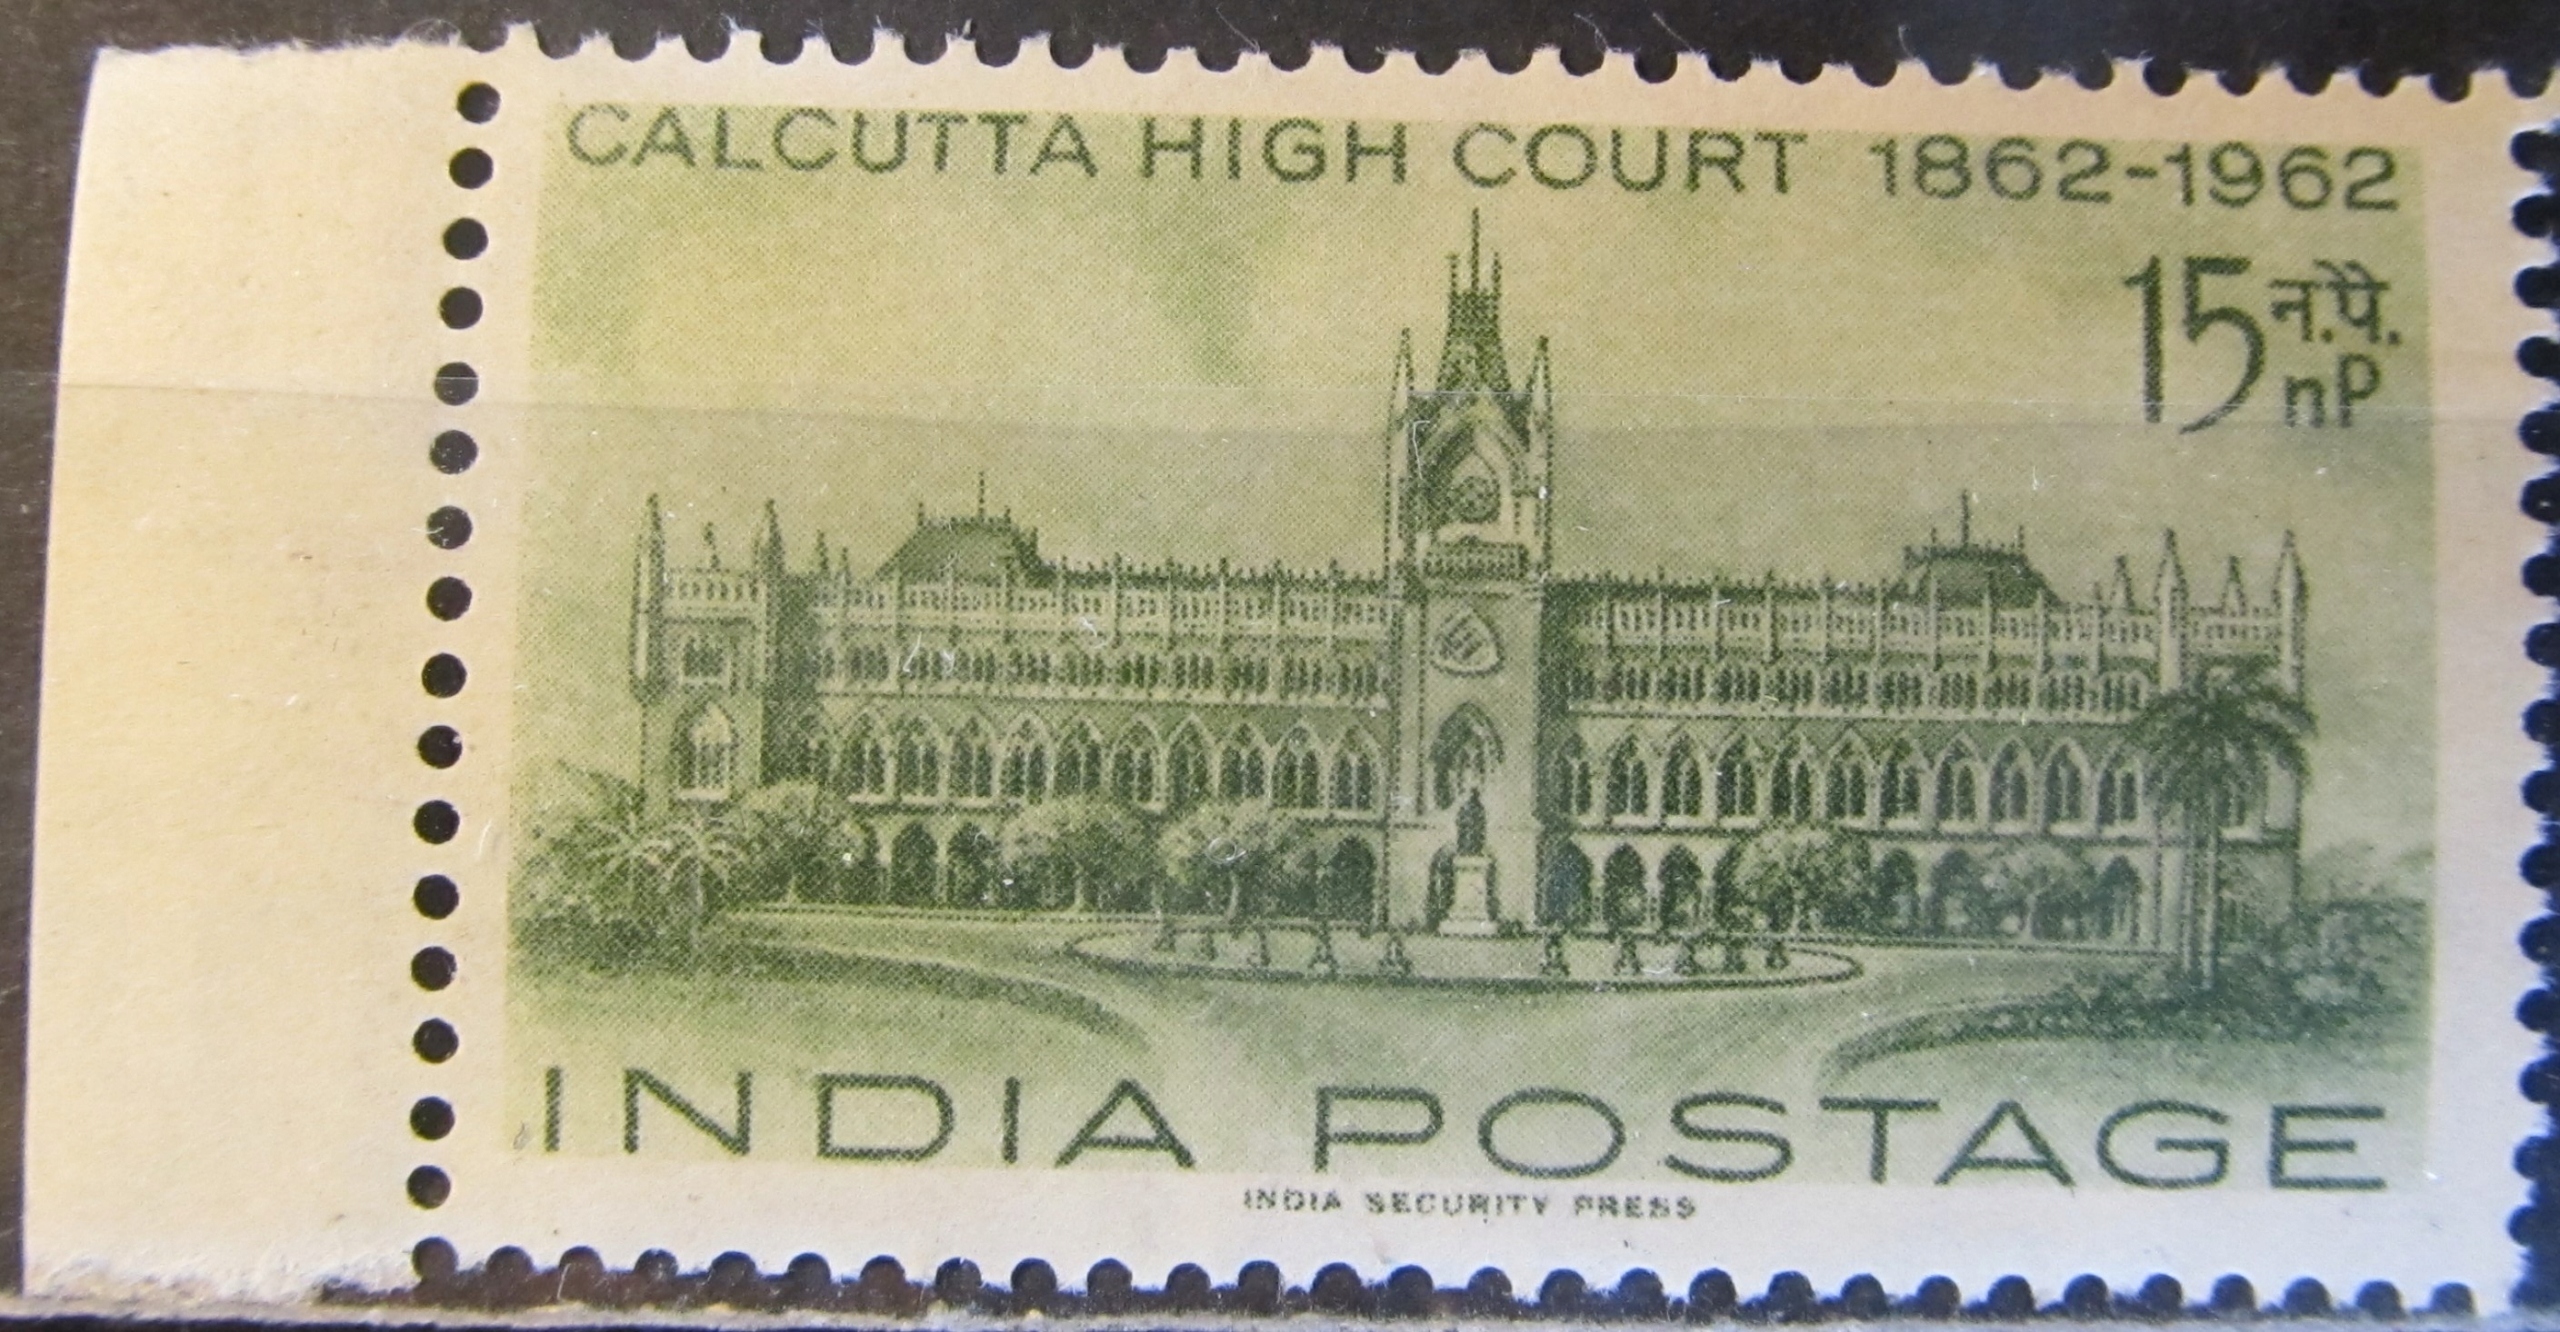 CALCUTTA HIGH COURT 1862-1962
15 न.पै.
nP
INDIA POSTAGE
INDIA SECURITY PRESS